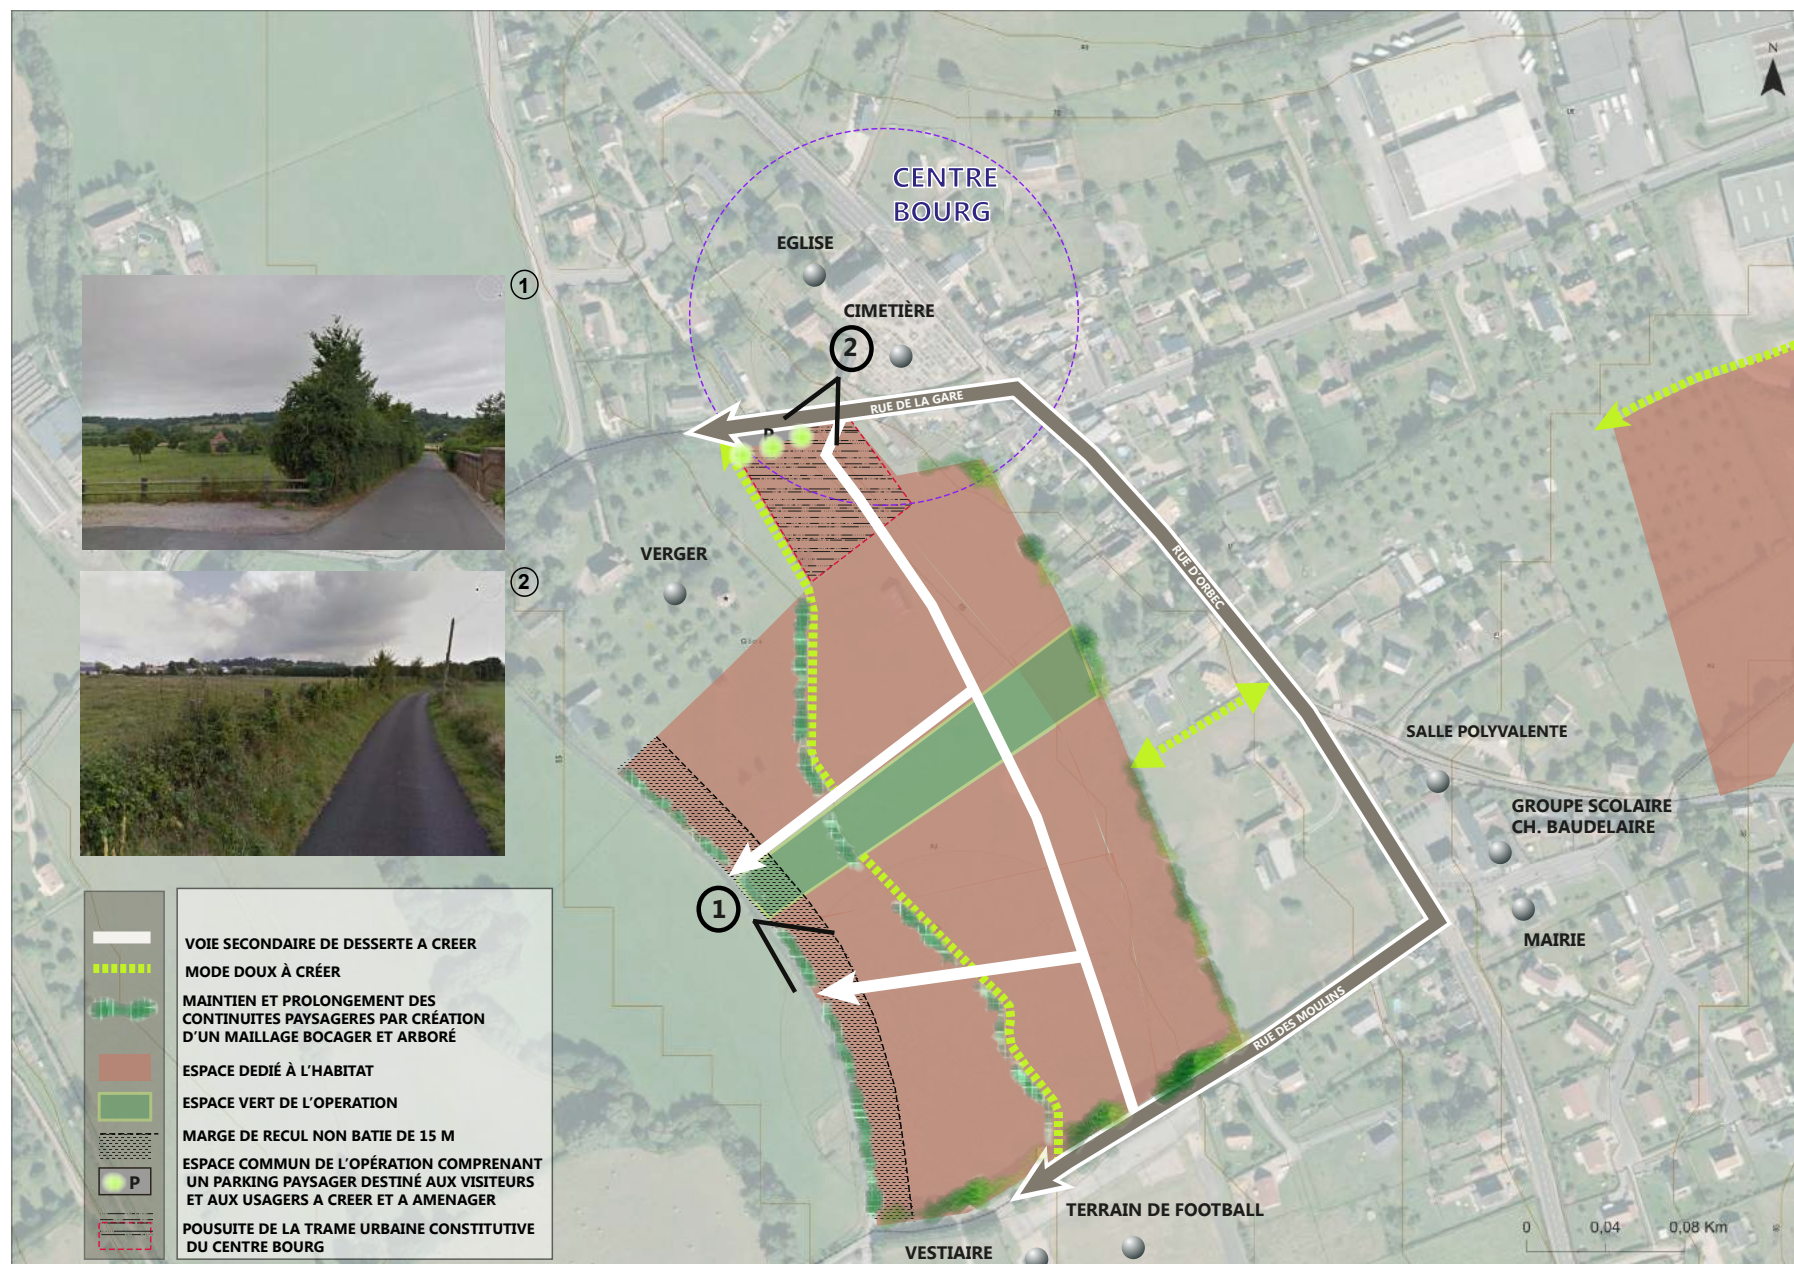 N
CENTRE
BOURG
EGLISE
CIMETIÈRE
1
2
RUE DE LA GARE
P
VERGER
2
RUE D'ORBEC
SALLE POLYVALENTE
GROUPE SCOLAIRE
CH. BAUDELAIRE
1
MAIRIE
RUE DES MOULINS
TERRAIN DE FOOTBALL
VESTIAIRE
0 0,04 0,08 Km
VOIE SECONDAIRE DE DESSERTE A CREER
MODE DOUX À CRÉER
MAINTIEN ET PROLONGEMENT DES
CONTINUITES PAYSAGERES PAR CRÉATION
D'UN MAILLAGE BOCAGER ET ARBORÉ
ESPACE DEDIÉ À L'HABITAT
ESPACE VERT DE L'OPERATION
MARGE DE RECUL NON BATIE DE 15 M
ESPACE COMMUN DE L'OPÉRATION COMPRENANT
P UN PARKING PAYSAGER DESTINÉ AUX VISITEURS
ET AUX USAGERS A CREER ET A AMENAGER
POUSUITE DE LA TRAME URBAINE CONSTITUTIVE
DU CENTRE BOURG